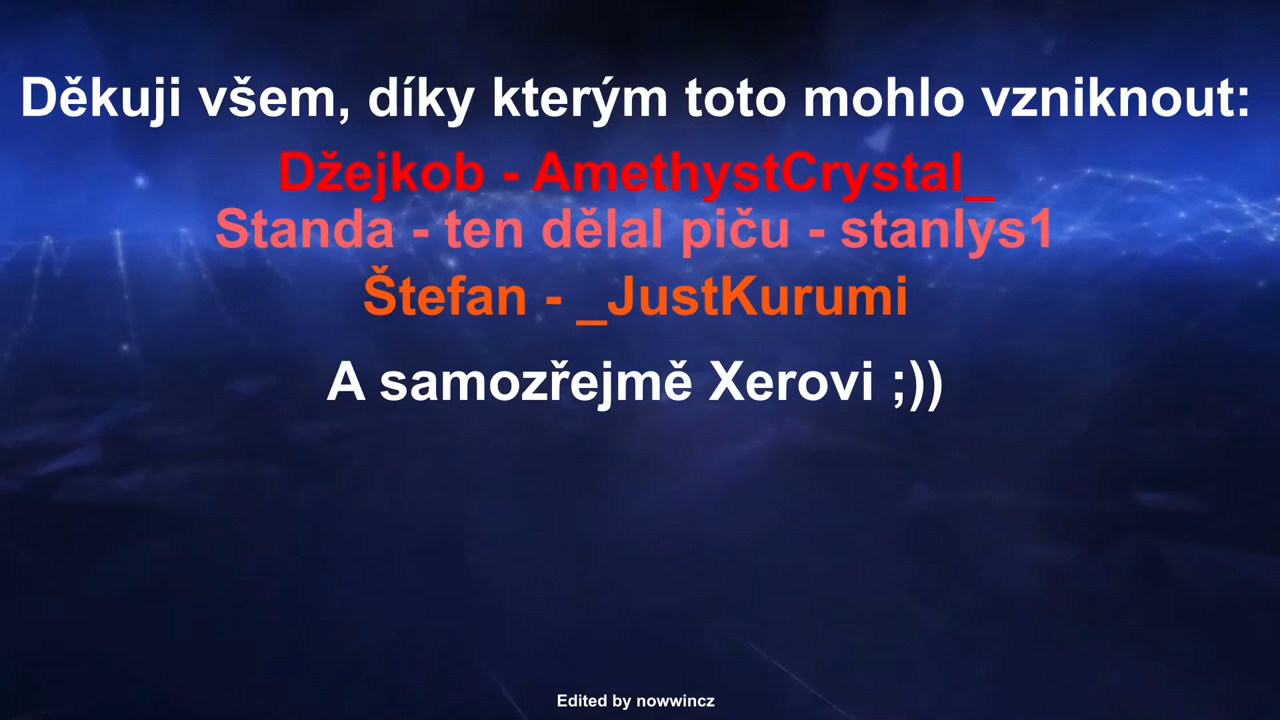 Děkuji všem, díky kterým toto mohlo vzniknout:
Džejkob - AmethystCrystal_
Standa - ten dělal piču - stanlys1
Štefan - _JustKurumi
A samozřejmě Xerovi ;))
Edited by nowwincz